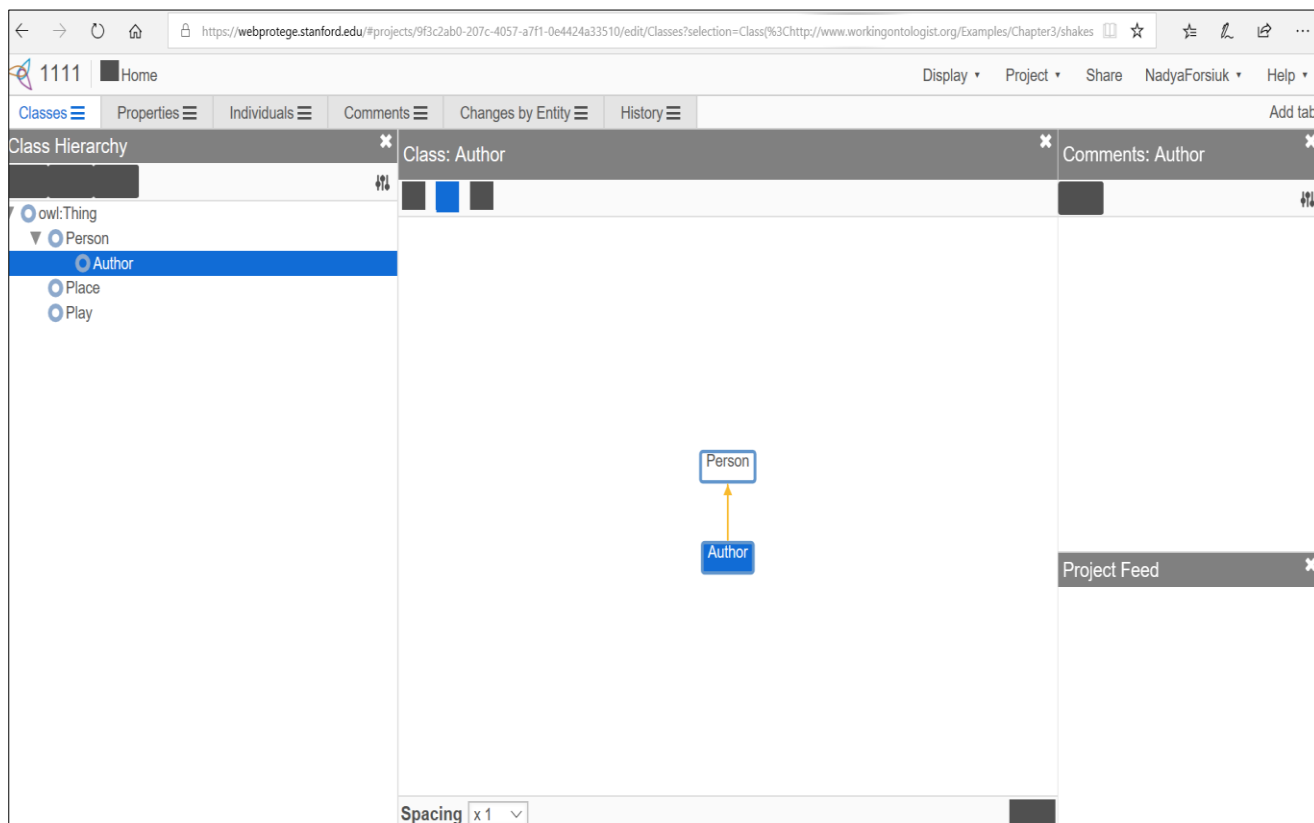 https://webprotege.stanford.edu/#projects/9f3c2ab0-207c-4057-a7f1-0e4424a33510/edit/Classes?selection=Class(%3Chttp://www.workingontologist.org/Examples/Chapter3/shakes
1111 Home Display Project Share NadyaForsiuk Help
Classes Properties Individuals Comments Changes by Entity History Add tab
Class Hierarchy
Class: Author
Comments: Author
owl:Thing
Person
Author
Place
Play
Person
Author
Project Feed
Spacing x 1